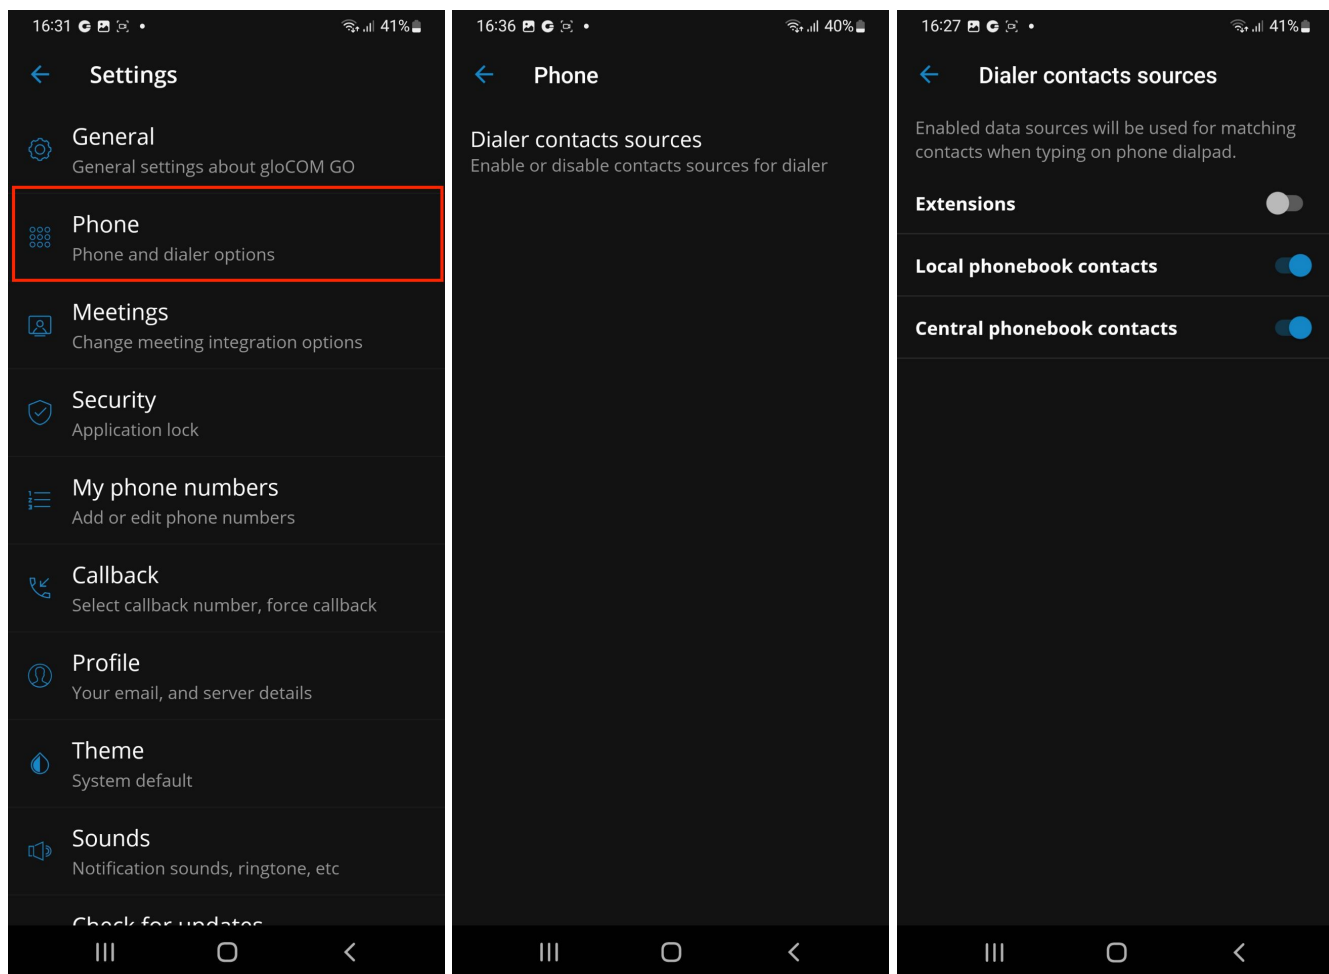 16:31
41%
Settings
General
General settings about gloCOM GO
Phone
Phone and dialer options
Meetings
Change meeting integration options
Security
Application lock
My phone numbers
Add or edit phone numbers
Callback
Select callback number, force callback
Profile
Your email, and server details
Theme
System default
Sounds
Notification sounds, ringtone, etc
Check for updates
16:36
40%
Phone
Dialer contacts sources
Enable or disable contacts sources for dialer
16:27
41%
Dialer contacts sources
Enabled data sources will be used for matching
contacts when typing on phone dialpad.
Extensions
Local phonebook contacts
Central phonebook contacts